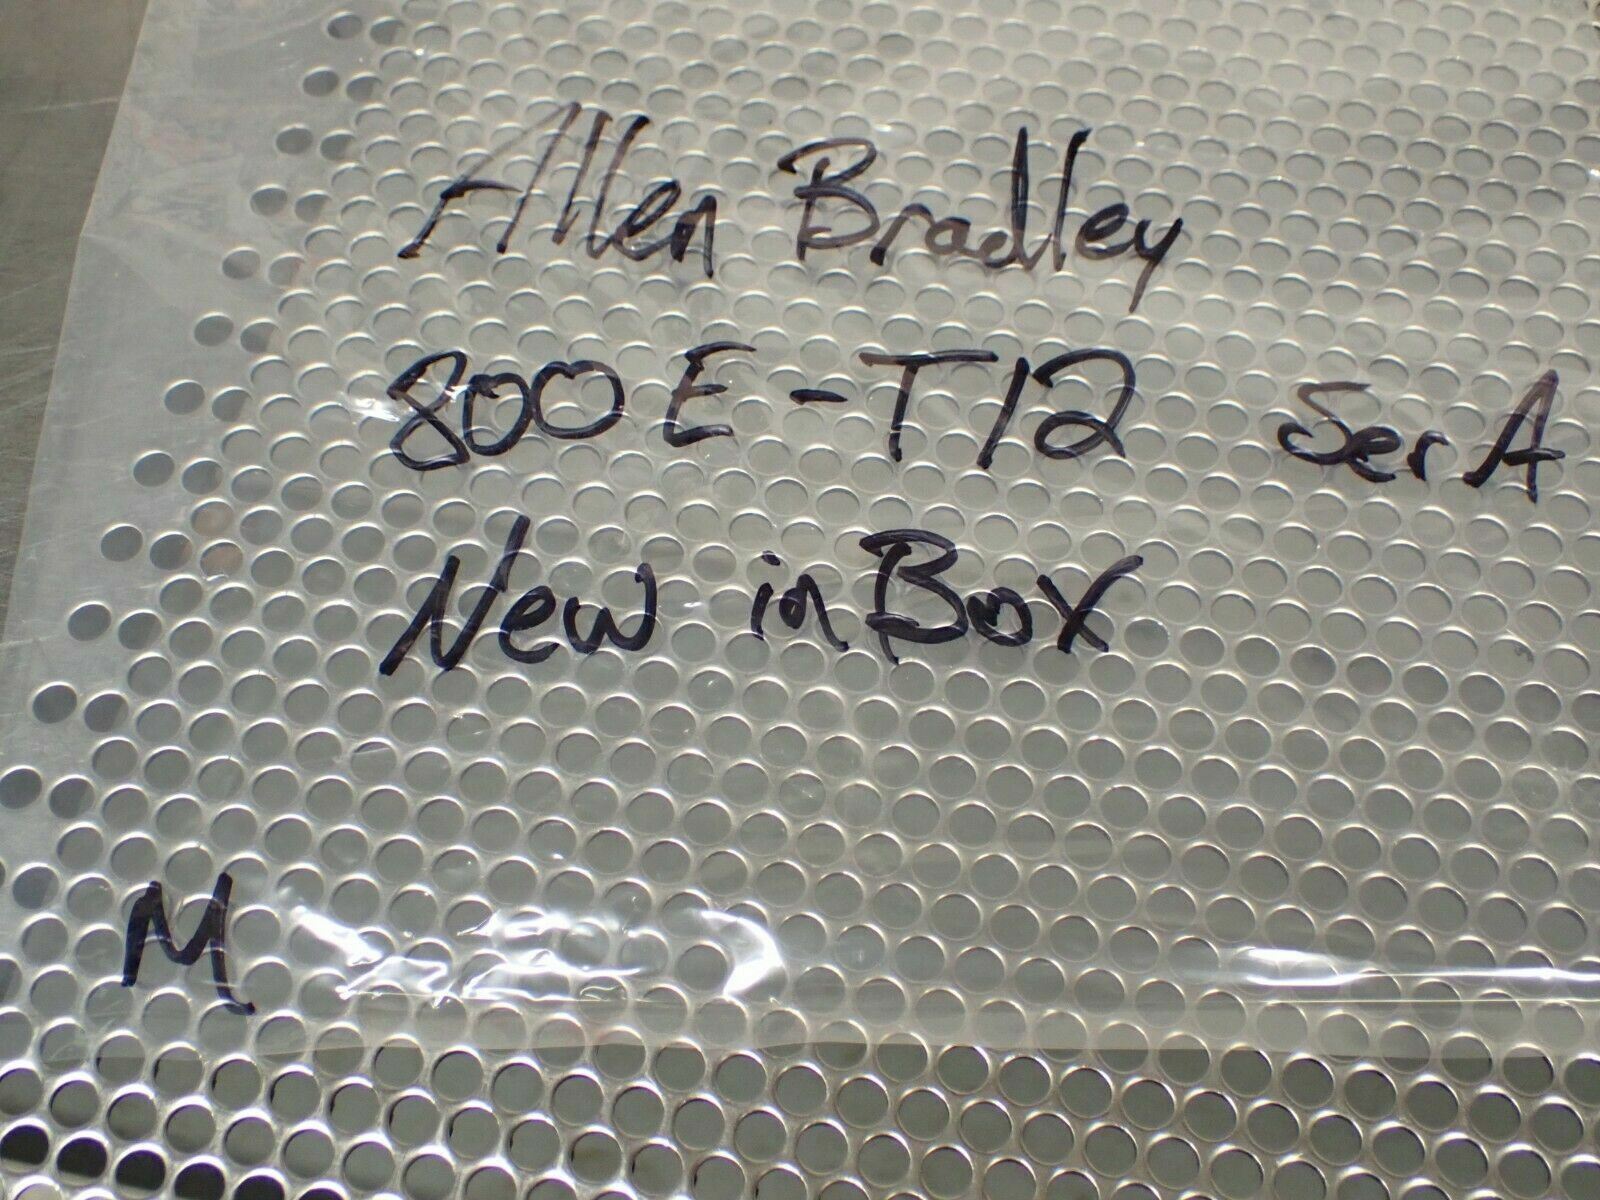 Allen Bradley
800E-T12 Ser A
New in Box
M